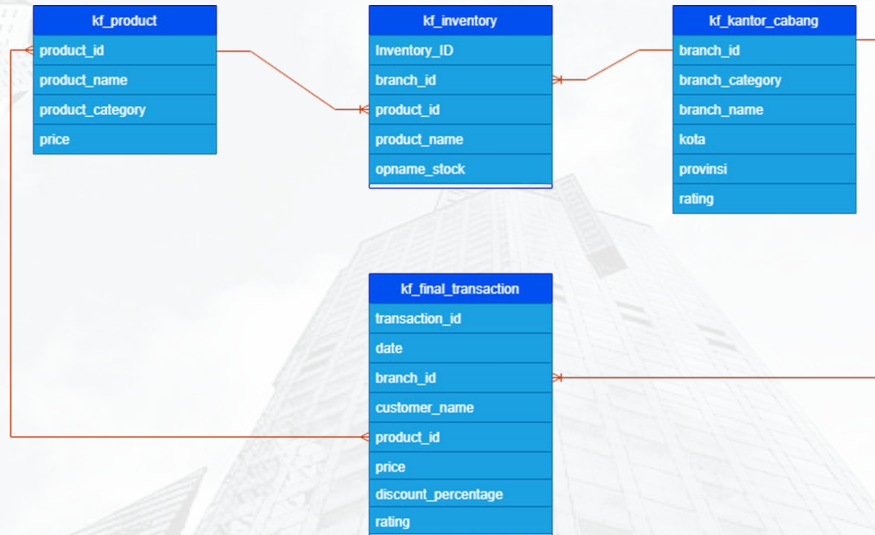 kf_product
product_id
product_name
product_category
price
kf_inventory
Inventory_ID
branch_id
product_id
product_name
opname_stock
kf_kantor_cabang
branch_id
branch_category
branch_name
kota
provinsi
rating
kf_final_transaction
transaction_id
date
branch_id
customer_name
product_id
price
discount_percentage
rating